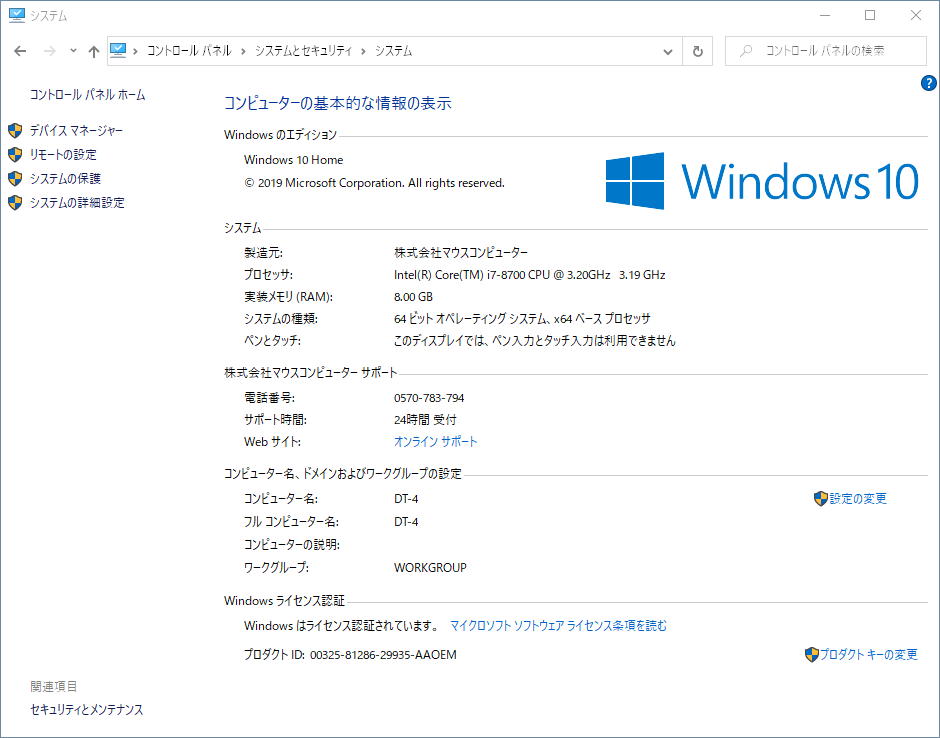 システム
コントロール パネル > システムとセキュリティ > システム
コントロール パネルの検索
コントロール パネル ホーム
デバイス マネージャー
リモートの設定
システムの保護
システムの詳細設定
コンピューターの基本的な情報の表示
Windows のエディション
Windows 10 Home
© 2019 Microsoft Corporation. All rights reserved.
Windows 10
システム
製造元: 株式会社マウスコンピューター
プロセッサ: Intel(R) Core(TM) i7-8700 CPU @ 3.20GHz 3.19 GHz
実装メモリ (RAM): 8.00 GB
システムの種類: 64 ビット オペレーティング システム、x64 ベース プロセッサ
ペンとタッチ: このディスプレイでは、ペン入力とタッチ入力は利用できません
株式会社マウスコンピューター サポート
電話番号: 0570-783-794
サポート時間: 24時間 受付
Web サイト: オンライン サポート
コンピューター名、ドメインおよびワークグループの設定
コンピューター名: DT-4
設定の変更
フル コンピューター名: DT-4
コンピューターの説明:
ワークグループ: WORKGROUP
Windows ライセンス認証
Windows はライセンス認証されています。 マイクロソフト ソフトウェア ライセンス条項を読む
プロダクト ID: 00325-81286-29935-AAOEM
プロダクト キーの変更
関連項目
セキュリティとメンテナンス